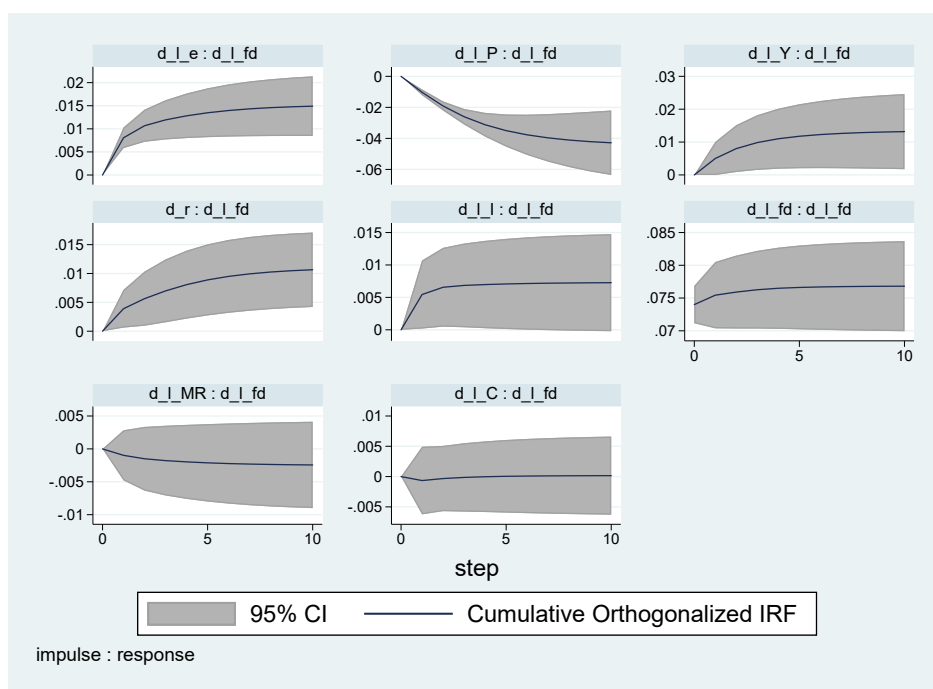 d_l_e : d_l_fd
.02
.015
.01
.005
0
d_l_P : d_l_fd
0
-.02
-.04
-.06
d_l_Y : d_l_fd
.03
.02
.01
0
d_r : d_l_fd
.015
.01
.005
0
d_l_I : d_l_fd
.015
.01
.005
0
d_l_fd : d_l_fd
.085
.08
.075
.07
0 5 10
d_l_MR : d_l_fd
.005
0
-.005
-.01
0 5 10
d_l_C : d_l_fd
.01
.005
0
-.005
0 5 10
step
95% CI Cumulative Orthogonalized IRF
impulse : response